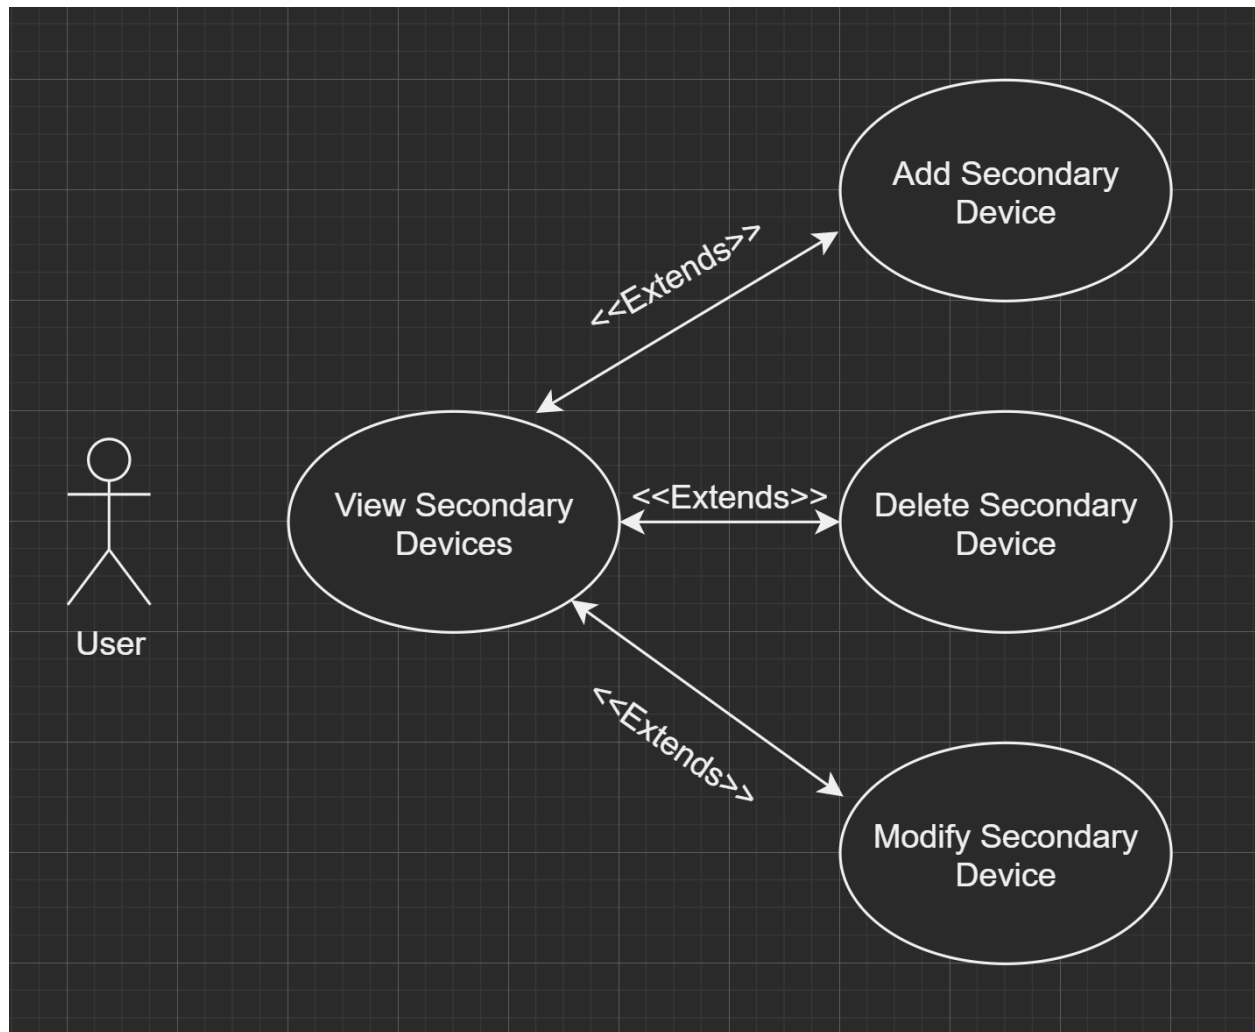 Add Secondary
Device
<<Extends>>
View Secondary
Devices
<<Extends>>
Delete Secondary
Device
User
<<Extends>>
Modify Secondary
Device